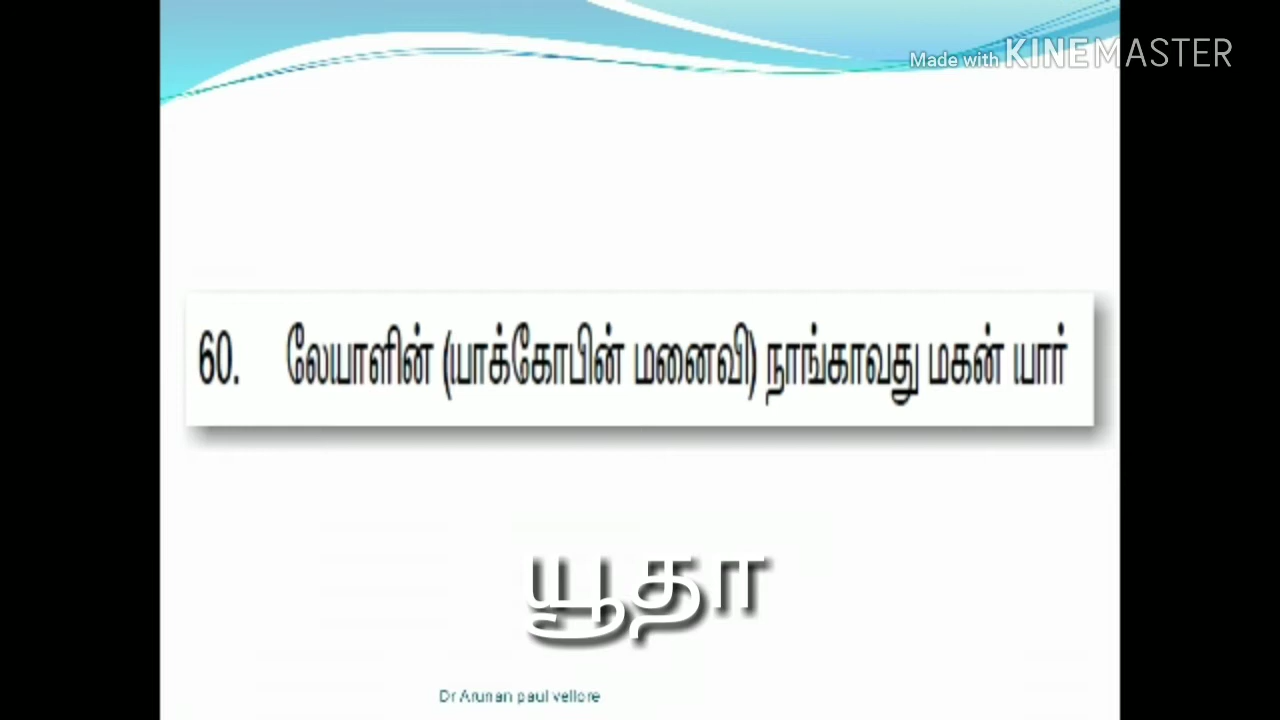 Made with KINEMASTER
60. லேயாளின் (யாக்கோபின் மனைவி) நாங்காவது மகன் யார்
யூதா
Dr Arunan paul vellore